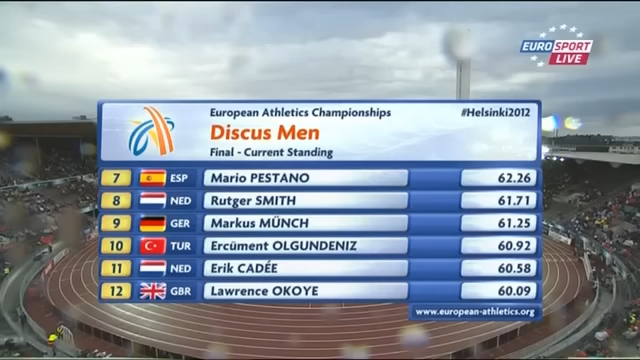 EUROSPORT
LIVE
European Athletics Championships #Helsinki2012
Discus Men
Final - Current Standing
7 ESP Mario PESTANO 62.26
8 NED Rutger SMITH 61.71
9 GER Markus MÜNCH 61.25
10 TUR Ercüment OLGUNDENIZ 60.92
11 NED Erik CADÉE 60.58
12 GBR Lawrence OKOYE 60.09
www.european-athletics.org